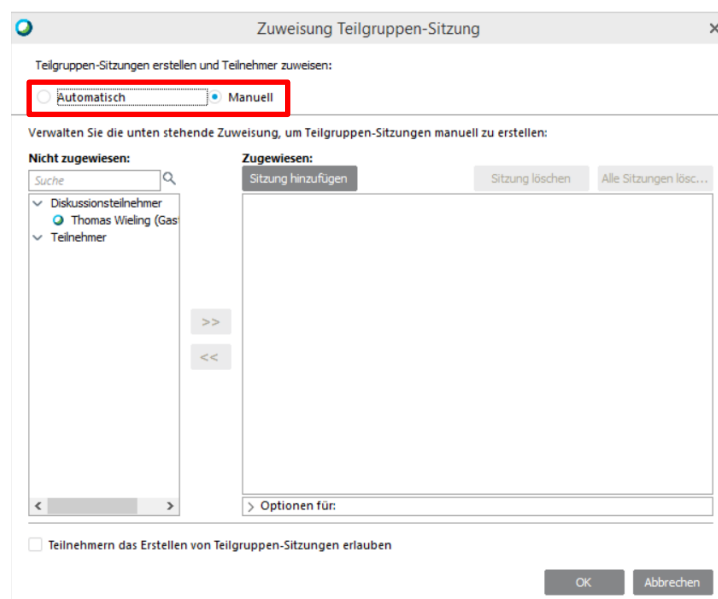 Zuweisung Teilgruppen-Sitzung
Teilgruppen-Sitzungen erstellen und Teilnehmer zuweisen:
Automatisch Manuell
Verwalten Sie die unten stehende Zuweisung, um Teilgruppen-Sitzungen manuell zu erstellen:
Nicht zugewiesen: Zugewiesen:
Suche Sitzung hinzufügen Sitzung löschen Alle Sitzungen lösc...
Diskussionsteilnehmer
Thomas Wieling (Gast
Teilnehmer
>>
<<
Optionen für:
Teilnehmern das Erstellen von Teilgruppen-Sitzungen erlauben
OK Abbrechen